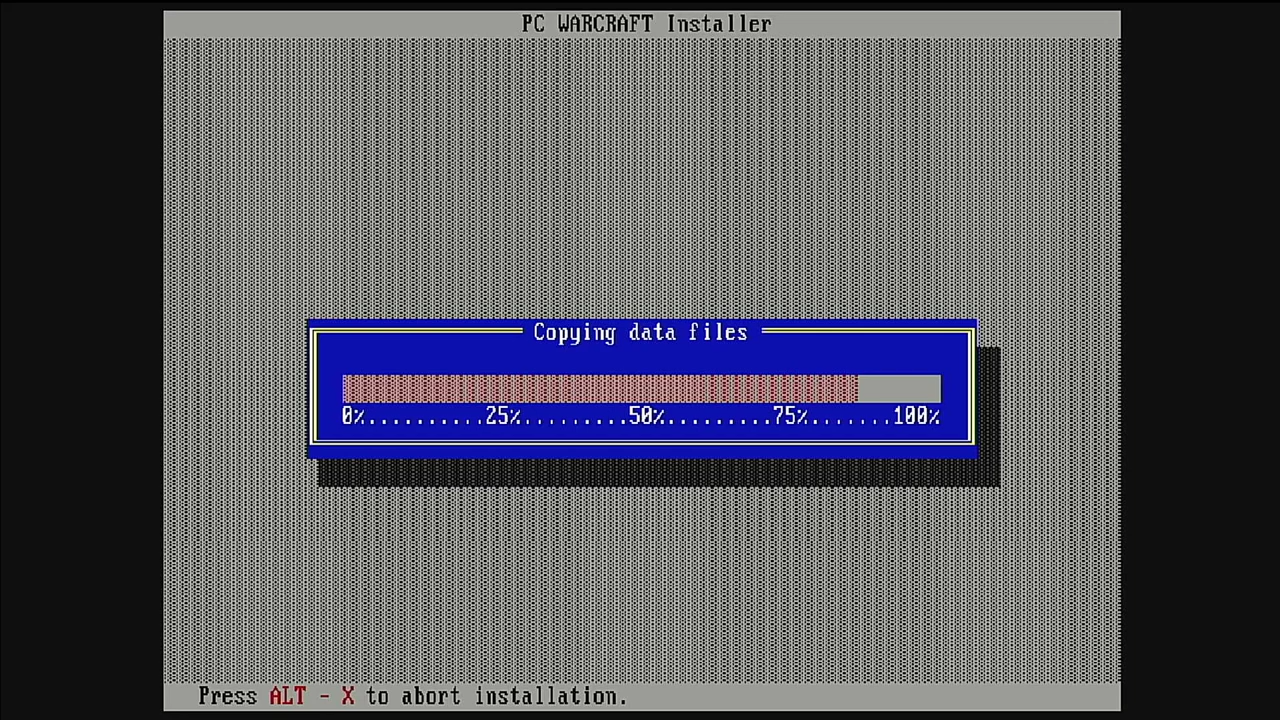 PC WARCRAFT Installer
Copying data files
0%..........25%.........50%.........75%.......100%
Press ALT - X to abort installation.